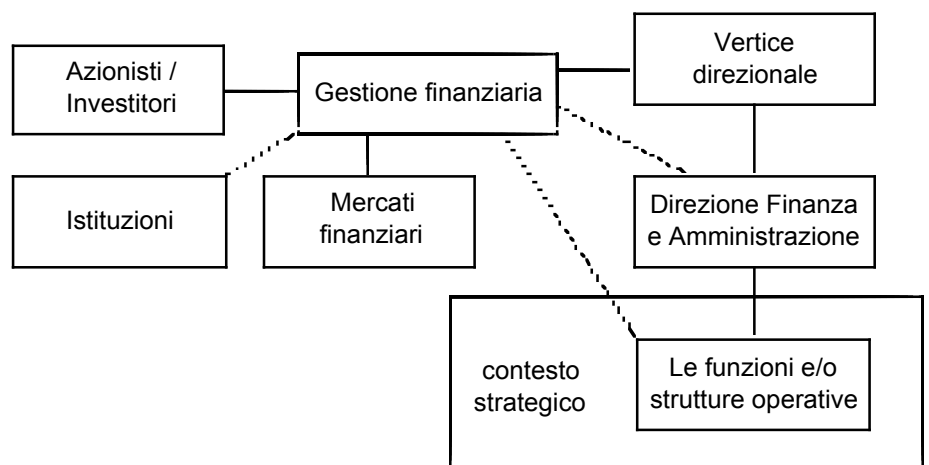 Azionisti /
Investitori
Gestione finanziaria
Vertice
direzionale
Istituzioni
Mercati
finanziari
Direzione Finanza
e Amministrazione
contesto
strategico
Le funzioni e/o
strutture operative